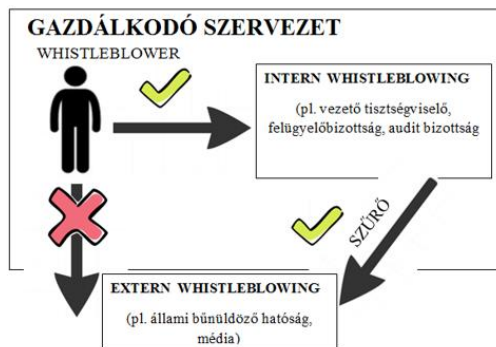 GAZDÁLKODÓ SZERVEZET
WHISTLEBLOWER
INTERN WHISTLEBLOWING
(pl. vezető tisztségviselő,
felügyelőbizottság, audit bizottság
SZŰRŐ
EXTERN WHISTLEBLOWING
(pl. állami bűnüldöző hatóság,
média)